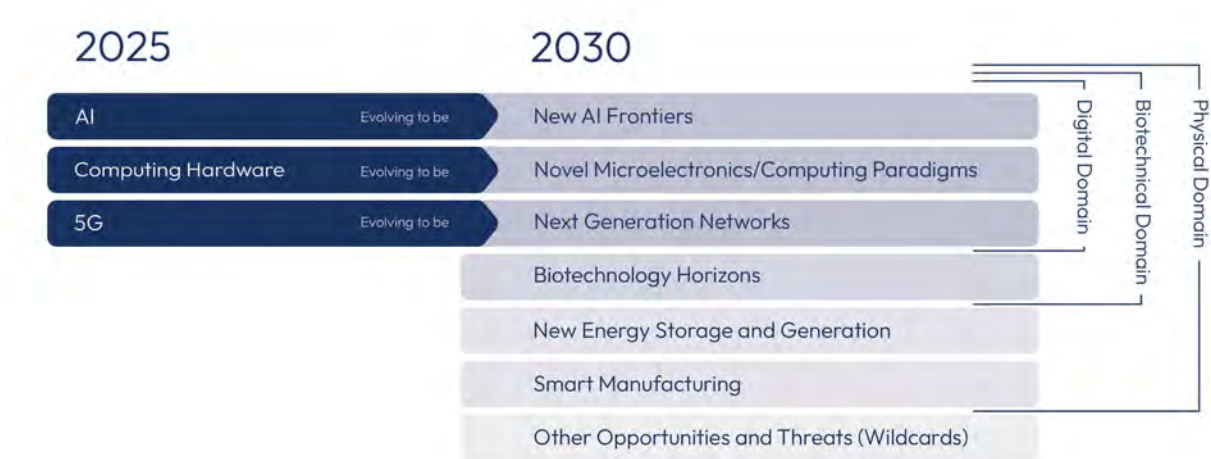 2025
2030
AI
Evolving to be
New AI Frontiers
Computing Hardware
Evolving to be
Novel Microelectronics/Computing Paradigms
5G
Evolving to be
Next Generation Networks
Biotechnology Horizons
New Energy Storage and Generation
Smart Manufacturing
Other Opportunities and Threats (Wildcards)
Digital Domain
Biotechnical Domain
Physical Domain